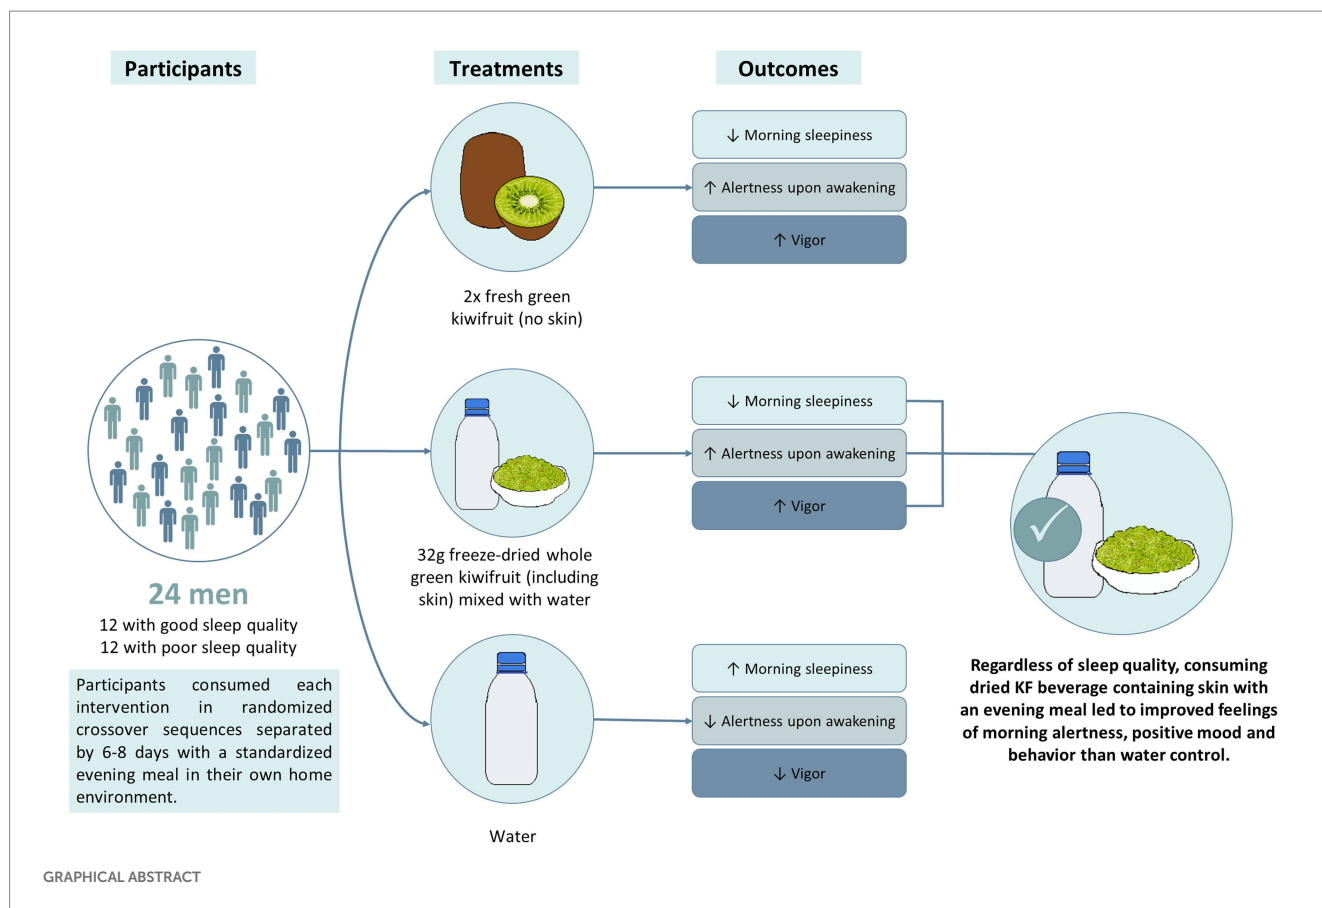 Participants
Treatments
Outcomes
24 men
12 with good sleep quality
12 with poor sleep quality
Participants consumed each
intervention in randomized
crossover sequences separated
by 6-8 days with a standardized
evening meal in their own home
environment.
2x fresh green
kiwifruit (no skin)
↓ Morning sleepiness
↑ Alertness upon awakening
↑ Vigor
32g freeze-dried whole
green kiwifruit (including
skin) mixed with water
↓ Morning sleepiness
↑ Alertness upon awakening
↑ Vigor
Water
↑ Morning sleepiness
↓ Alertness upon awakening
↓ Vigor
Regardless of sleep quality, consuming
dried KF beverage containing skin with
an evening meal led to improved feelings
of morning alertness, positive mood and
behavior than water control.
GRAPHICAL ABSTRACT